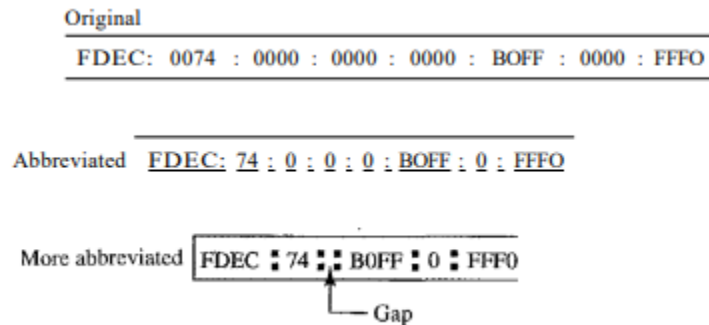 Original
FDEC: 0074 : 0000 : 0000 : 0000 : BOFF : 0000 : FFFO
Abbreviated FDEC: 74 : 0 : 0 : 0 : BOFF : 0 : FFFO
More abbreviated FDEC : 74 : : B0FF : 0 : FFF0
Gap